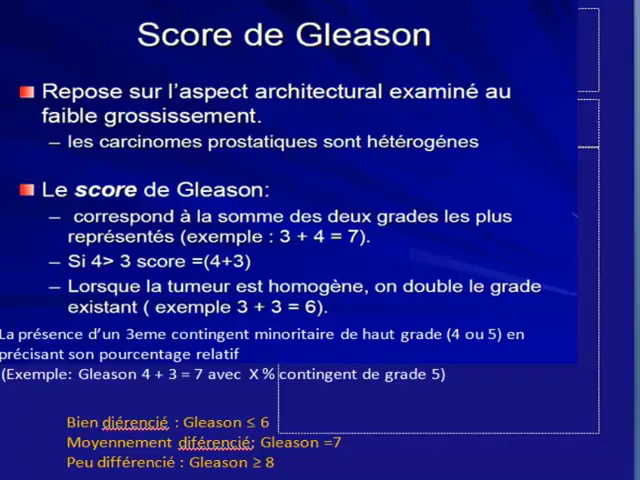 Score de Gleason
Repose sur l'aspect architectural examiné au
faible grossissement.
– les carcinomes prostatiques sont hétérogénes
Le score de Gleason:
– correspond à la somme des deux grades les plus
représentés (exemple : 3 + 4 = 7).
– Si 4> 3 score =(4+3)
– Lorsque la tumeur est homogène, on double le grade
existant ( exemple 3 + 3 = 6).
La présence d'un 3eme contingent minoritaire de haut grade (4 ou 5) en
précisant son pourcentage relatif
(Exemple: Gleason 4 + 3 = 7 avec X % contingent de grade 5)
Bien diérencié : Gleason ≤ 6
Moyennement diférencié; Gleason =7
Peu différencié : Gleason ≥ 8